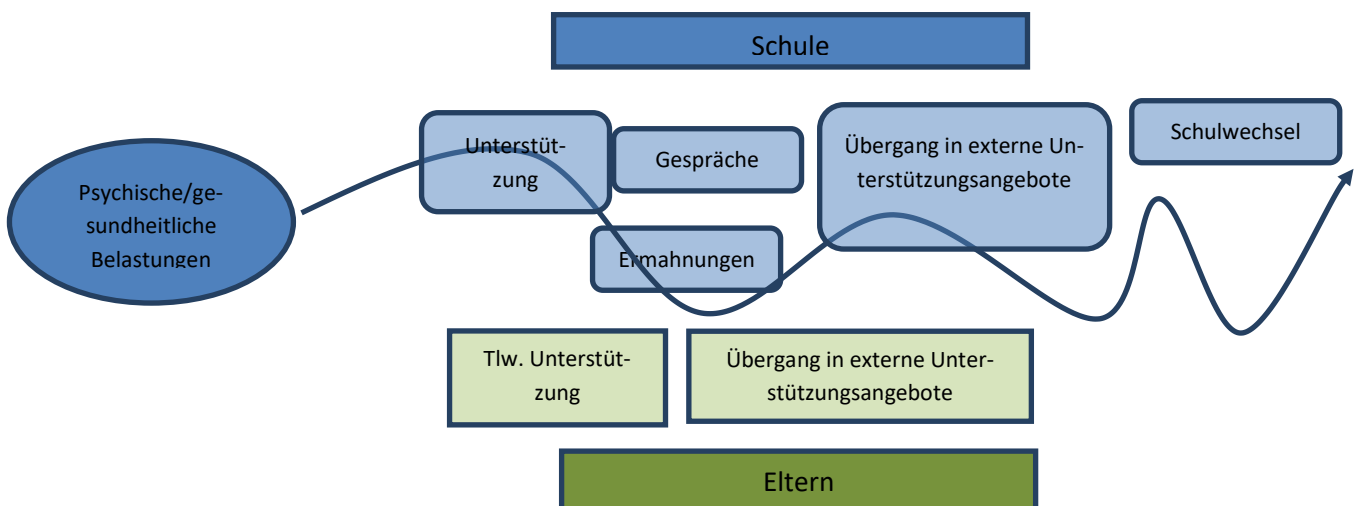 Schule
Psychische/ge-
sundheitliche
Belastungen
Unterstüt-
zung
Gespräche
Ermahnungen
Übergang in externe Un-
terstützungsangebote
Schulwechsel
Tlw. Unterstüt-
zung
Übergang in externe Unter-
stützungsangebote
Eltern